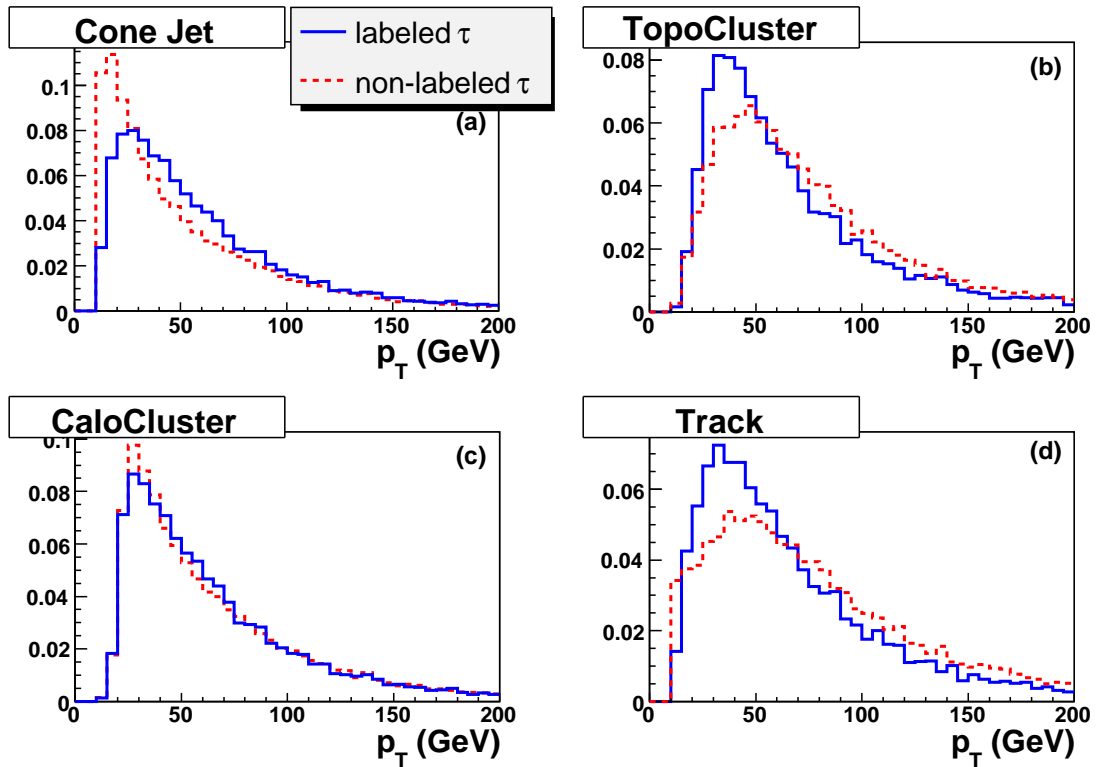 Cone Jet
labeled τ
non-labeled τ
(a)
0.1
0.08
0.06
0.04
0.02
0
0 50 100 150 200
p_T (GeV)
TopoCluster
(b)
0.08
0.06
0.04
0.02
0
0 50 100 150 200
p_T (GeV)
CaloCluster
(c)
0.1
0.08
0.06
0.04
0.02
0
0 50 100 150 200
p_T (GeV)
Track
(d)
0.06
0.04
0.02
0
0 50 100 150 200
p_T (GeV)